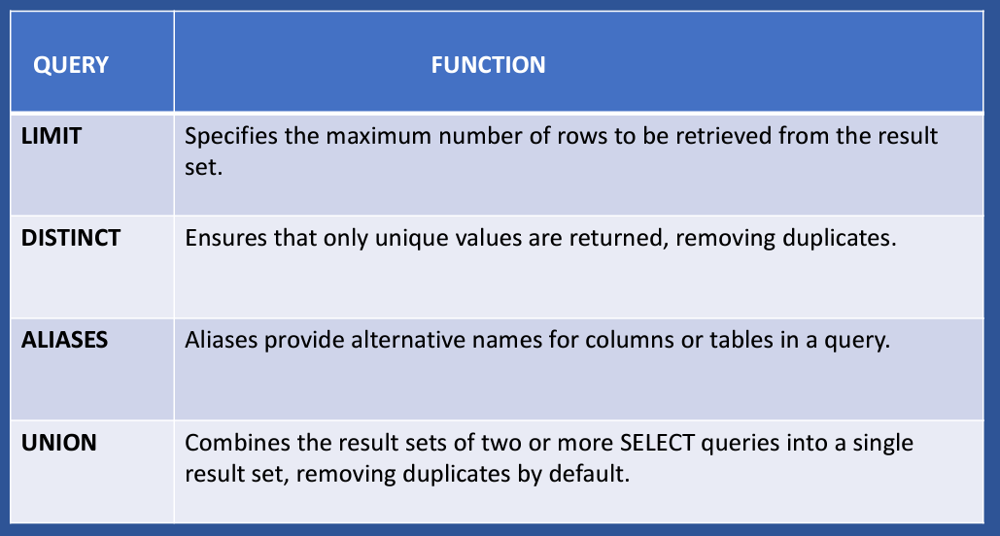 QUERY FUNCTION
LIMIT Specifies the maximum number of rows to be retrieved from the result
set.
DISTINCT Ensures that only unique values are returned, removing duplicates.
ALIASES Aliases provide alternative names for columns or tables in a query.
UNION Combines the result sets of two or more SELECT queries into a single
result set, removing duplicates by default.